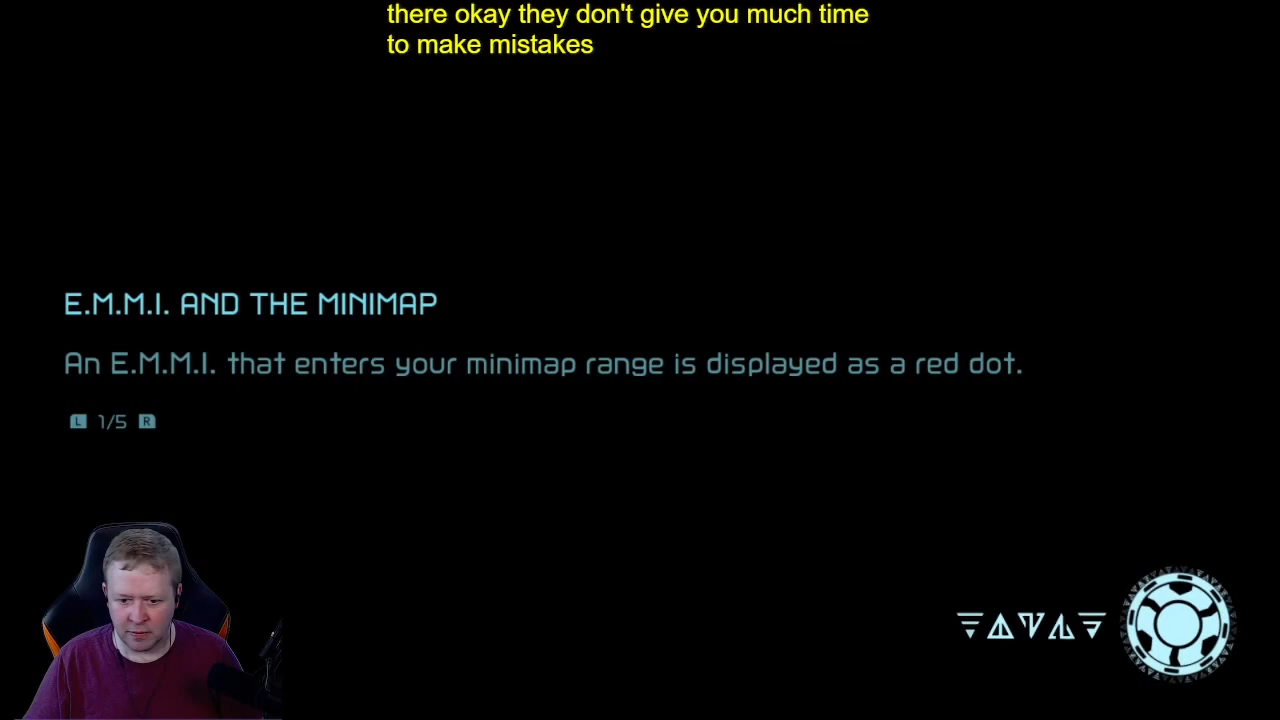 there okay they don't give you much time
to make mistakes
E.M.M.I. AND THE MINIMAP
An E.M.M.I. that enters your minimap range is displayed as a red dot.
L 1/5 R